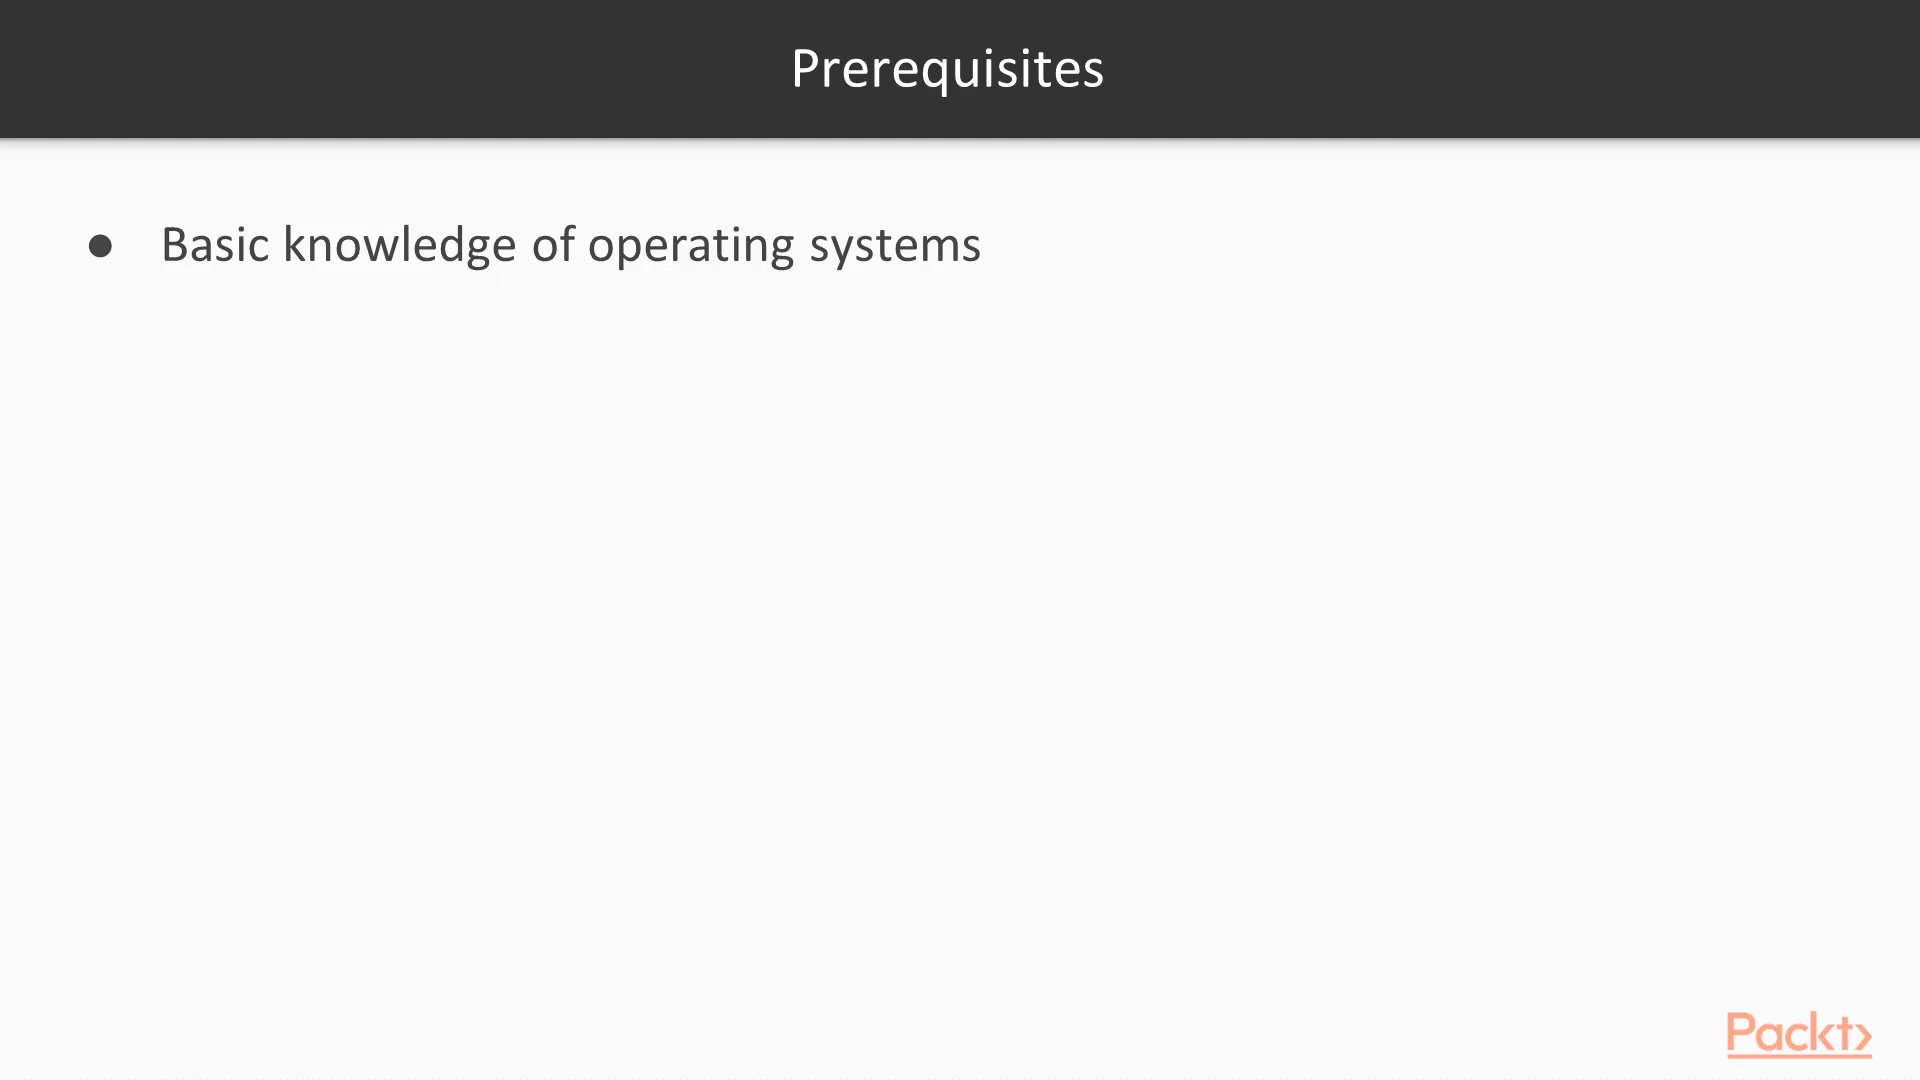 Prerequisites
● Basic knowledge of operating systems
Packt>